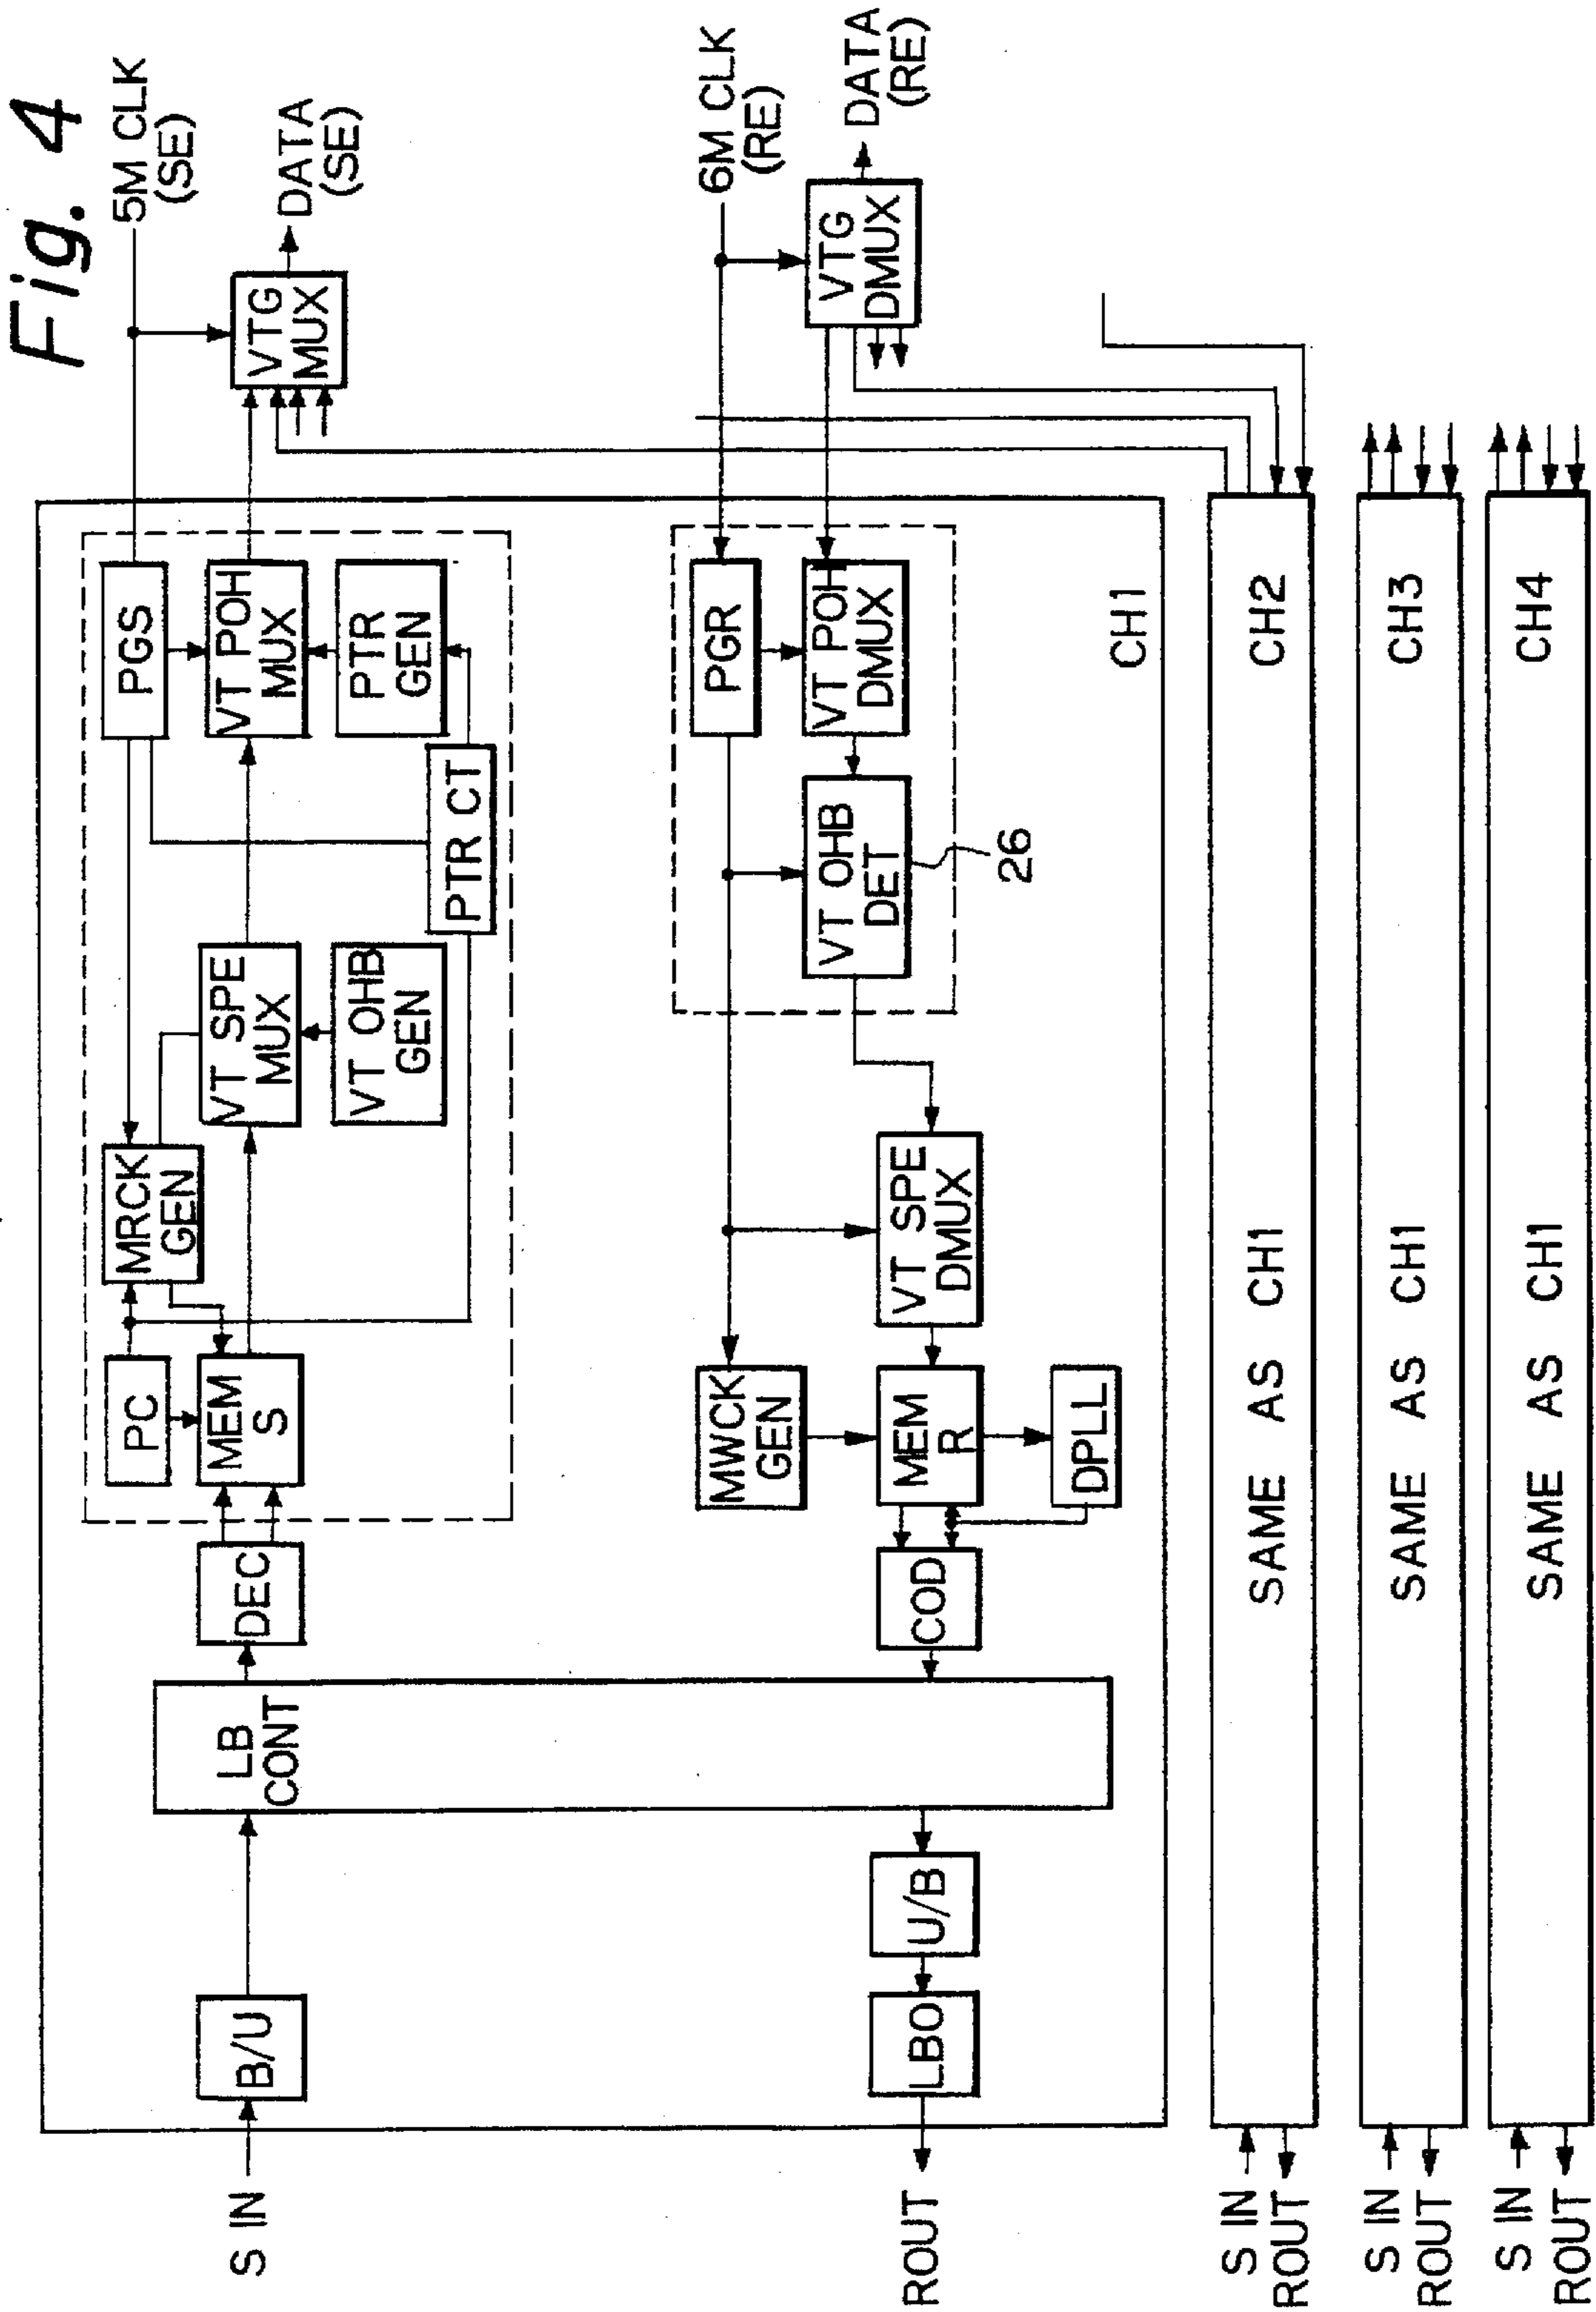 Fig. 4
5M CLK
(SE)
DATA
(SE)
VTG
MUX
PGS
VT POH
MUX
PTR
GEN
PTR CT
VT SPE
MUX
VT OHB
GEN
MRCK
GEN
PC
MEM
S
DEC
LB
CONT
B/U
S IN
6M CLK
(RE)
DATA
(RE)
VTG
DMUX
PGR
VT POH
DMUX
VT OHB
DET
26
VT SPE
DMUX
MWCK
GEN
MEM
R
DPLL
COD
U/B
LBO
ROUT
CH1
S IN
ROUT
SAME AS CH1
CH2
S IN
ROUT
SAME AS CH1
CH3
S IN
ROUT
SAME AS CH1
CH4